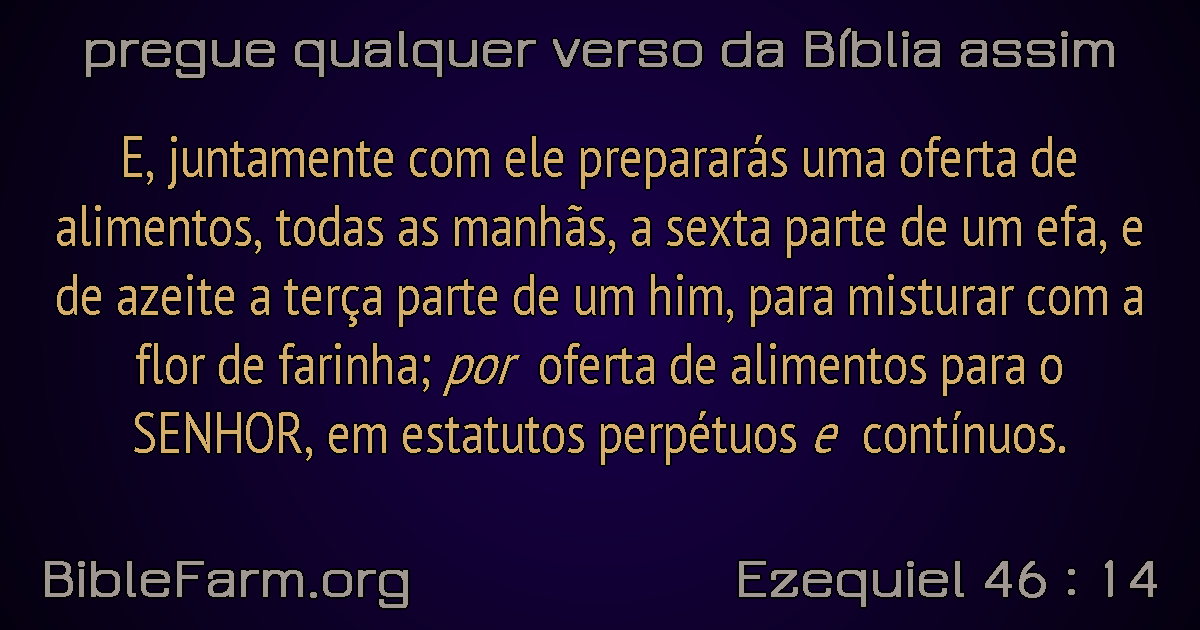 pregue qualquer verso da Bíblia assim
E, juntamente com ele prepararás uma oferta de
alimentos, todas as manhãs, a sexta parte de um efa, e
de azeite a terça parte de um him, para misturar com a
flor de farinha; por oferta de alimentos para o
SENHOR, em estatutos perpétuos e contínuos.
BibleFarm.org
Ezequiel 46 : 14